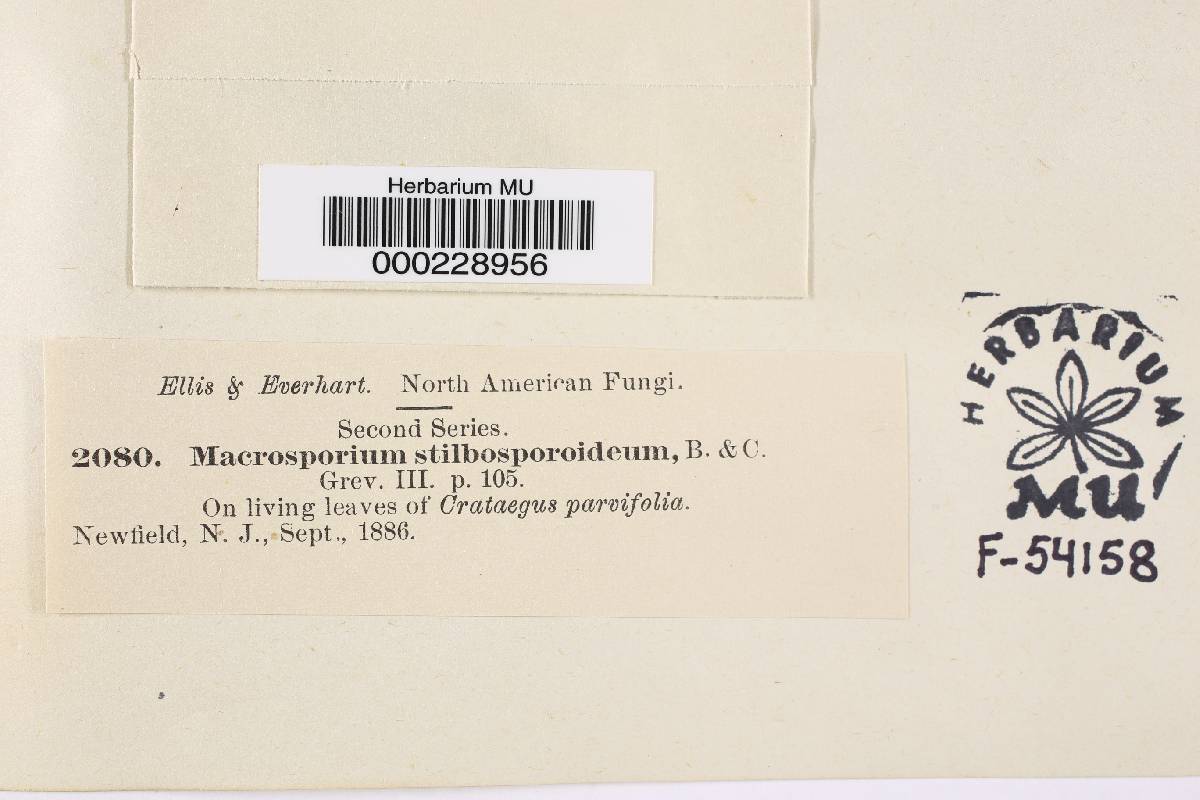 Herbarium MU
000228956
Ellis & Everhart. North American Fungi.
Second Series.
2080. Macrosporium stilbosporoideum, B. & C.
Grev. III. p. 105.
On living leaves of Crataegus parvifolia.
Newfield, N. J., Sept., 1886.
HERBARIUM
MU
F-54158